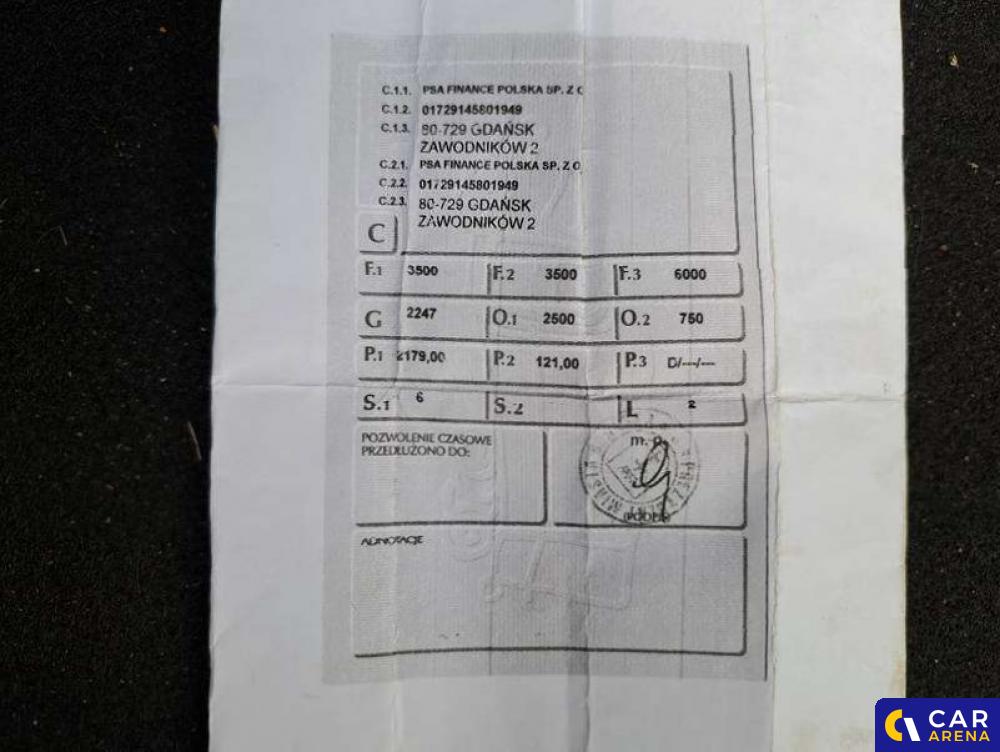 C.1.1. PSA FINANCE POLSKA SP. Z O
C.1.2. 01729145801949
C.1.3. 80-729 GDAŃSK
ZAWODNIKÓW 2
C.2.1. PSA FINANCE POLSKA SP. Z O
C.2.2. 01729145801949
C.2.3. 80-729 GDAŃSK
ZAWODNIKÓW 2
C
F.1 3500 F.2 3500 F.3 6000
G 2247 O.1 2500 O.2 750
P.1 2179,00 P.2 121,00 P.3 D/---/---
S.1 6 S.2 L 2
POZWOLENIE CZASOWE
PRZEDŁUŻONO DO:
m. p.
ADNOTACJE
CAR
ARENA